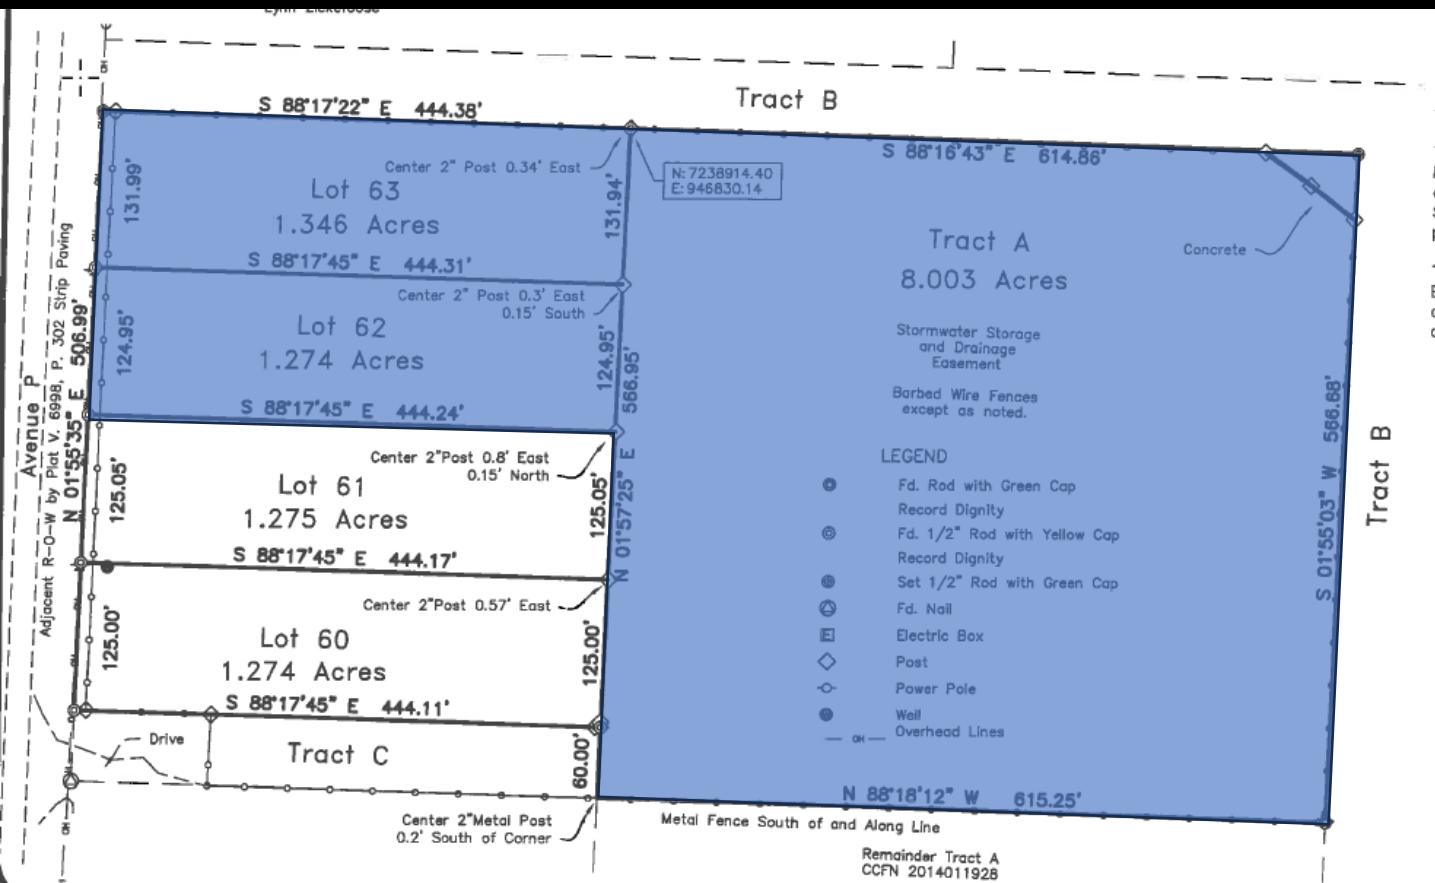 Lynn Zickefoose
Tract B
S 88°17'22" E 444.38'
S 88°16'43" E 614.86'
Center 2" Post 0.34' East
N: 7238914.40
E: 946830.14
Lot 63
1.346 Acres
131.99'
131.94'
S 88°17'45" E 444.31'
Tract A
8.003 Acres
Concrete
Center 2" Post 0.3' East
0.15' South
Lot 62
1.274 Acres
124.95'
124.95'
566.95'
Stormwater Storage
and Drainage
Easement
Barbed Wire Fences
except as noted.
S 88°17'45" E 444.24'
Center 2"Post 0.8' East
0.15' North
Lot 61
1.275 Acres
125.05'
125.05'
N 01°57'25" E
S 88°17'45" E 444.17'
Center 2"Post 0.57' East
Lot 60
1.274 Acres
125.00'
125.00'
S 88°17'45" E 444.11'
LEGEND
Fd. Rod with Green Cap
Record Dignity
Fd. 1/2" Rod with Yellow Cap
Record Dignity
Set 1/2" Rod with Green Cap
Fd. Nail
E Electric Box
Post
Power Pole
Well
OH Overhead Lines
Drive
Tract C
60.00'
N 88°18'12" W 615.25'
Center 2"Metal Post
0.2' South of Corner
Metal Fence South of and Along Line
Remainder Tract A
CCFN 2014011928
Avenue P
Adjacent R-O-W by Plat V. 6998, P. 302 Strip Paving
N 01°55'35" E 506.99'
S 01°55'03" W 566.68'
Tract B